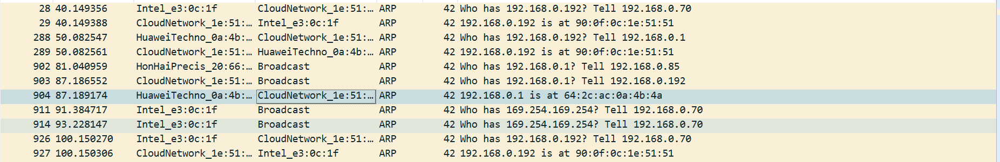 28 40.149356 Intel_e3:0c:1f CloudNetwork_1e:51:… ARP 42 Who has 192.168.0.192? Tell 192.168.0.70
29 40.149388 CloudNetwork_1e:51:… Intel_e3:0c:1f ARP 42 192.168.0.192 is at 90:0f:0c:1e:51:51
288 50.082547 HuaweiTechno_0a:4b:… CloudNetwork_1e:51:… ARP 42 Who has 192.168.0.192? Tell 192.168.0.1
289 50.082561 CloudNetwork_1e:51:… HuaweiTechno_0a:4b:… ARP 42 192.168.0.192 is at 90:0f:0c:1e:51:51
902 81.040959 HonHaiPrecis_20:66:… Broadcast ARP 42 Who has 192.168.0.1? Tell 192.168.0.85
903 87.186552 CloudNetwork_1e:51:… Broadcast ARP 42 Who has 192.168.0.1? Tell 192.168.0.192
904 87.189174 HuaweiTechno_0a:4b:… CloudNetwork_1e:51:… ARP 42 192.168.0.1 is at 64:2c:ac:0a:4b:4a
911 91.384717 Intel_e3:0c:1f Broadcast ARP 42 Who has 169.254.169.254? Tell 192.168.0.70
914 93.228147 Intel_e3:0c:1f Broadcast ARP 42 Who has 169.254.169.254? Tell 192.168.0.70
926 100.150270 Intel_e3:0c:1f CloudNetwork_1e:51:… ARP 42 Who has 192.168.0.192? Tell 192.168.0.70
927 100.150306 CloudNetwork_1e:51:… Intel_e3:0c:1f ARP 42 192.168.0.192 is at 90:0f:0c:1e:51:51